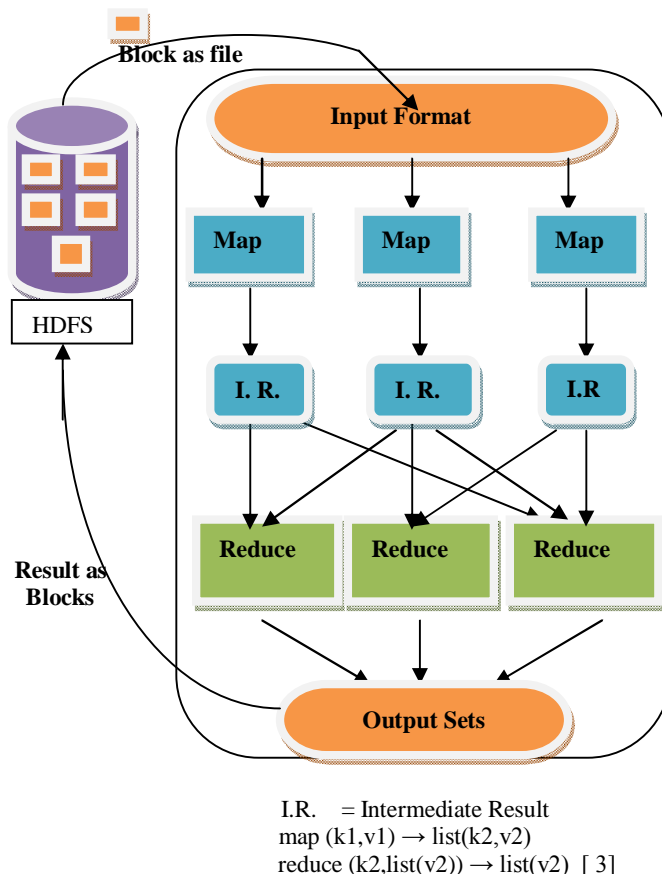 Block as file
Input Format
Map Map Map
HDFS
I. R. I. R. I.R
Reduce Reduce Reduce
Result as
Blocks
Output Sets
I.R. = Intermediate Result
map (k1,v1) → list(k2,v2)
reduce (k2,list(v2)) → list(v2) [ 3]